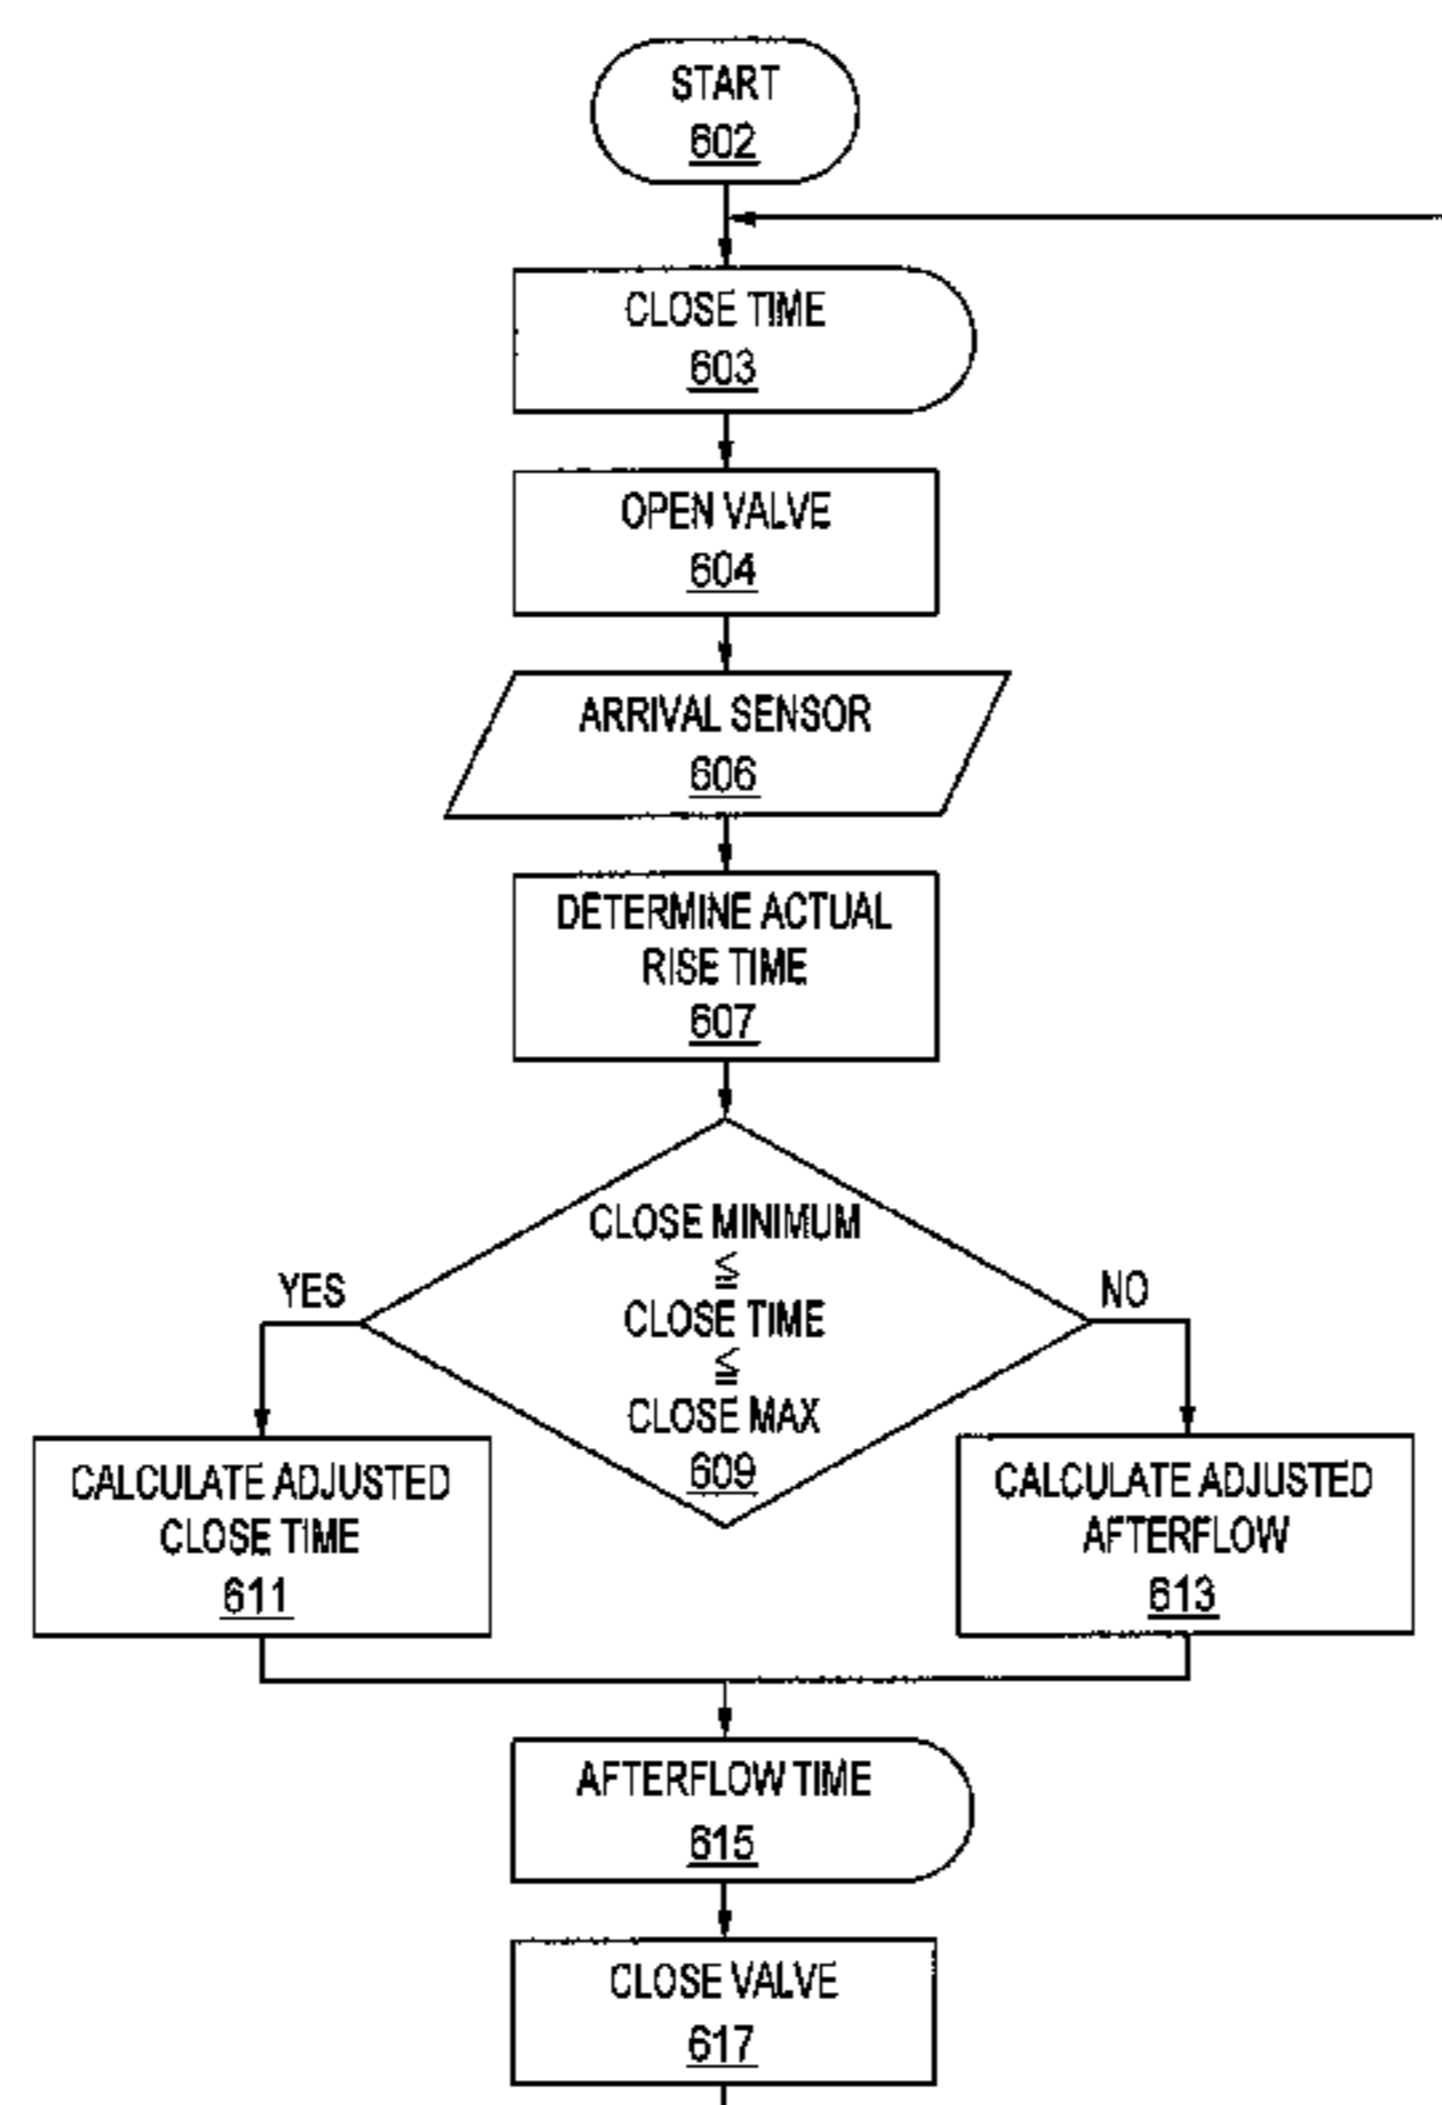 START
602
CLOSE TIME
603
OPEN VALVE
604
ARRIVAL SENSOR
606
DETERMINE ACTUAL
RISE TIME
607
CLOSE MINIMUM
≤
CLOSE TIME
≤
CLOSE MAX
609
YES
NO
CALCULATE ADJUSTED
CLOSE TIME
611
CALCULATE ADJUSTED
AFTERFLOW
613
AFTERFLOW TIME
615
CLOSE VALVE
617